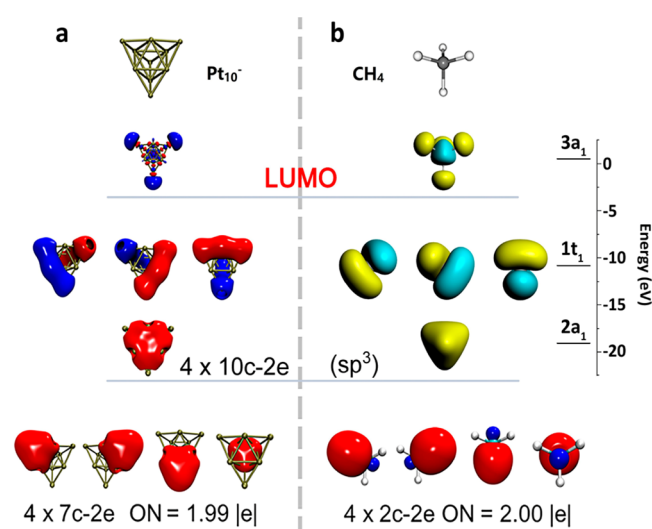 a
b
Pt₁₀⁻
CH₄
3a₁
0
LUMO
-5
1t₁
-10
Energy (eV)
-15
2a₁
-20
4 x 10c-2e
(sp³)
4 x 7c-2e ON = 1.99 |e|
4 x 2c-2e ON = 2.00 |e|